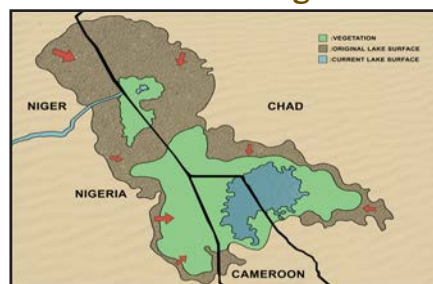 :VEGETATION
:ORIGINAL LAKE SURFACE
:CURRENT LAKE SURFACE
NIGER
CHAD
NIGERIA
CAMEROON